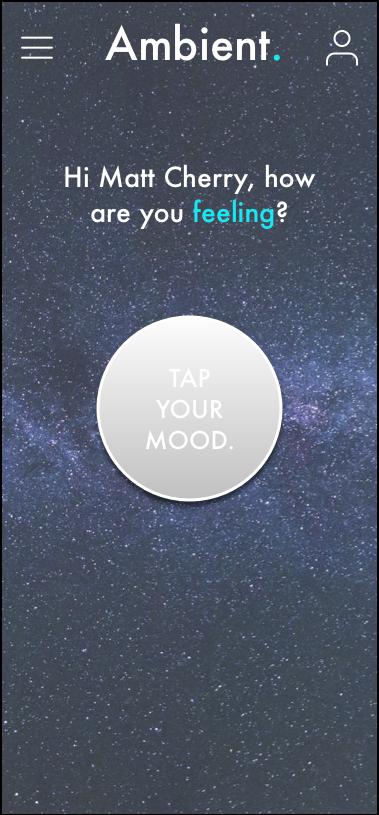 Ambient.
Hi Matt Cherry, how
are you feeling?
TAP
YOUR
MOOD.